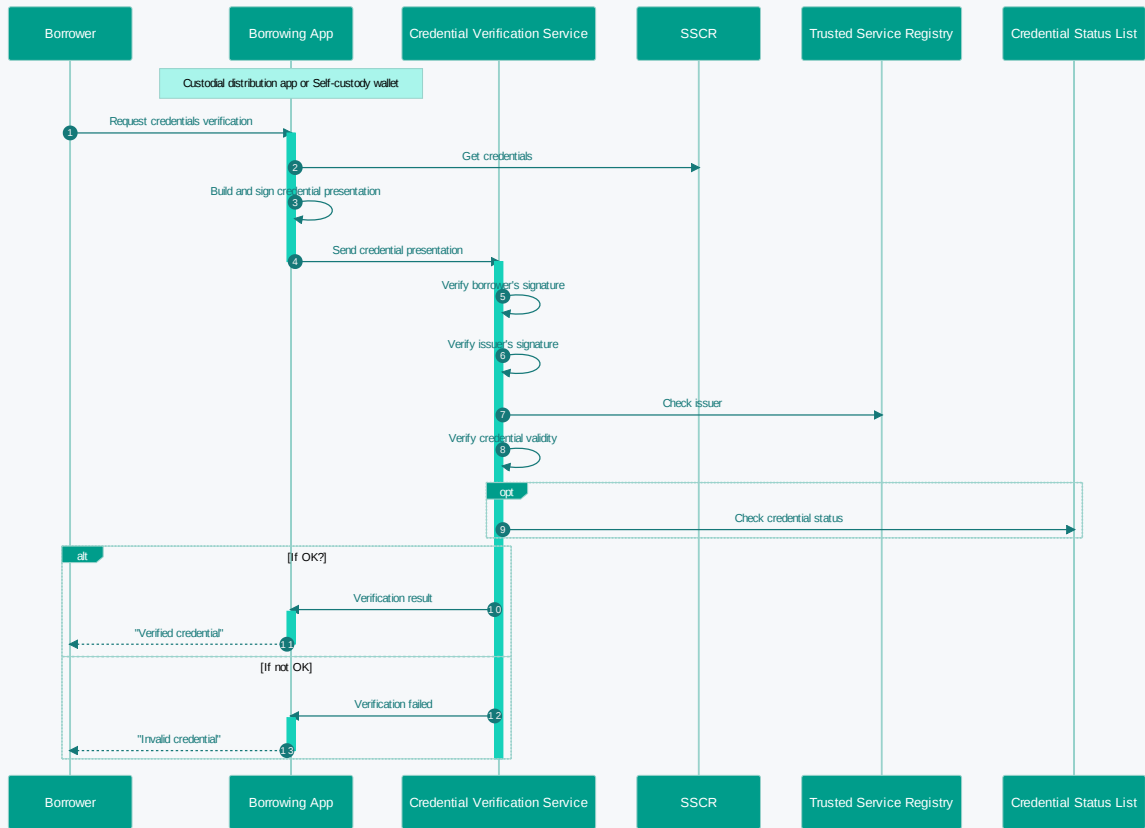 Borrower
Borrowing App
Credential Verification Service
SSCR
Trusted Service Registry
Credential Status List
Custodial distribution app or Self-custody wallet
1
Request credentials verification
2
Get credentials
Build and sign credential presentation
3
4
Send credential presentation
Verify borrower's signature
5
Verify issuer's signature
6
7
Check issuer
Verify credential validity
8
opt
9
Check credential status
alt
[If OK?]
Verification result
10
"Verified credential"
11
[If not OK]
Verification failed
12
"Invalid credential"
13
Borrower
Borrowing App
Credential Verification Service
SSCR
Trusted Service Registry
Credential Status List